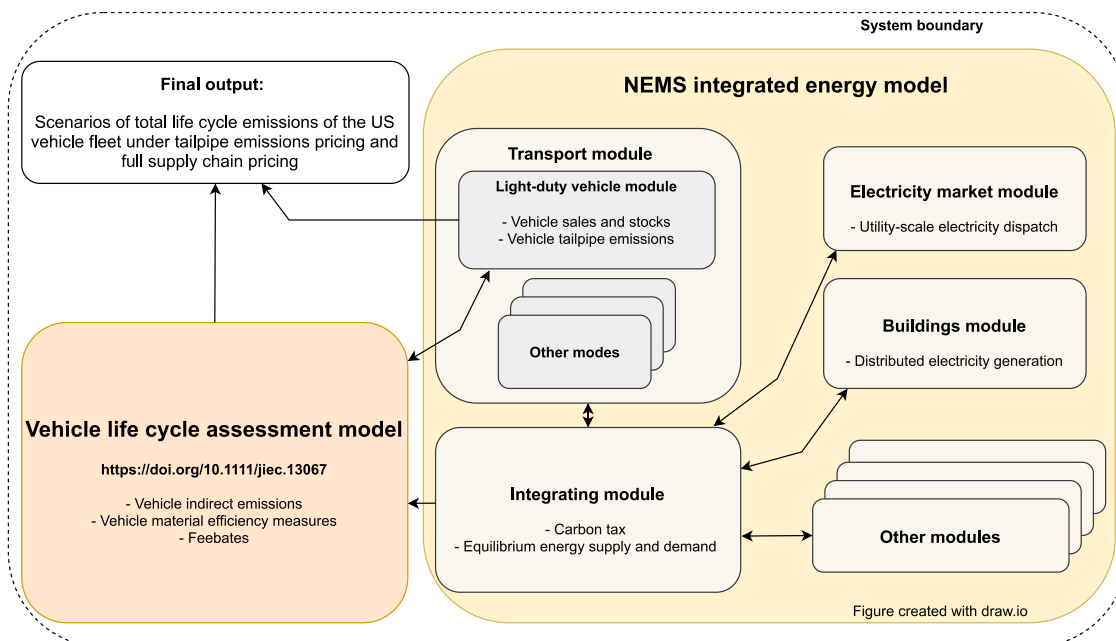 System boundary
Final output:
Scenarios of total life cycle emissions of the US
vehicle fleet under tailpipe emissions pricing and
full supply chain pricing
NEMS integrated energy model
Transport module
Light-duty vehicle module
- Vehicle sales and stocks
- Vehicle tailpipe emissions
Other modes
Electricity market module
- Utility-scale electricity dispatch
Buildings module
- Distributed electricity generation
Vehicle life cycle assessment model
https://doi.org/10.1111/jiec.13067
- Vehicle indirect emissions
- Vehicle material efficiency measures
- Feebates
Integrating module
- Carbon tax
- Equilibrium energy supply and demand
Other modules
Figure created with draw.io